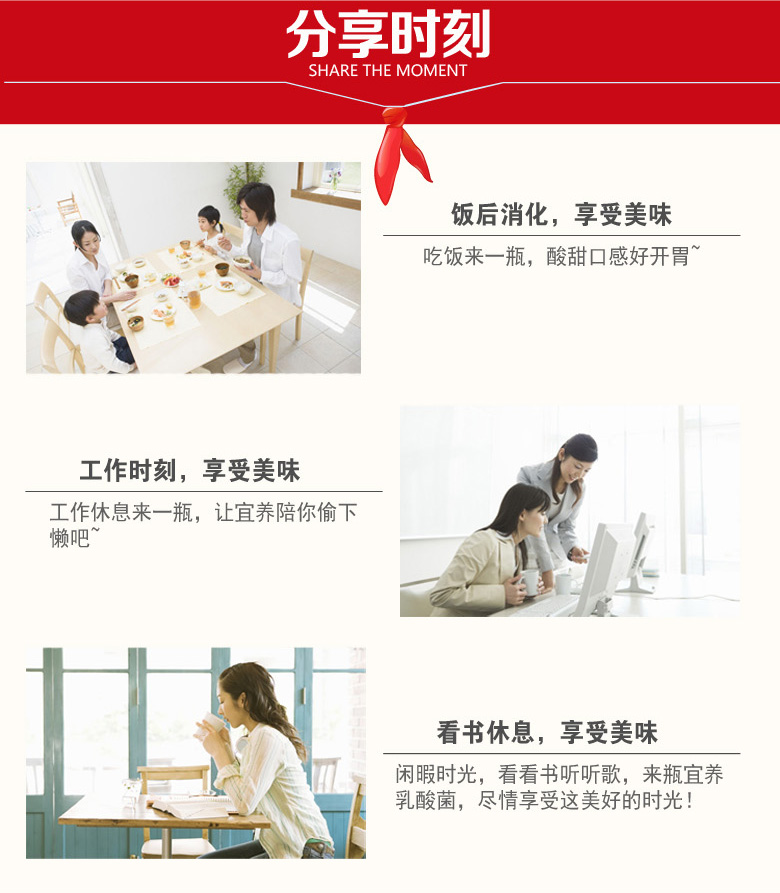 分享时刻
SHARE THE MOMENT
饭后消化，享受美味
吃饭来一瓶，酸甜口感好开胃~
工作时刻，享受美味
工作休息来一瓶，让宜养陪你偷下
懒吧~
看书休息，享受美味
闲暇时光，看看书听听歌，来瓶宜养
乳酸菌，尽情享受这美好的时光！